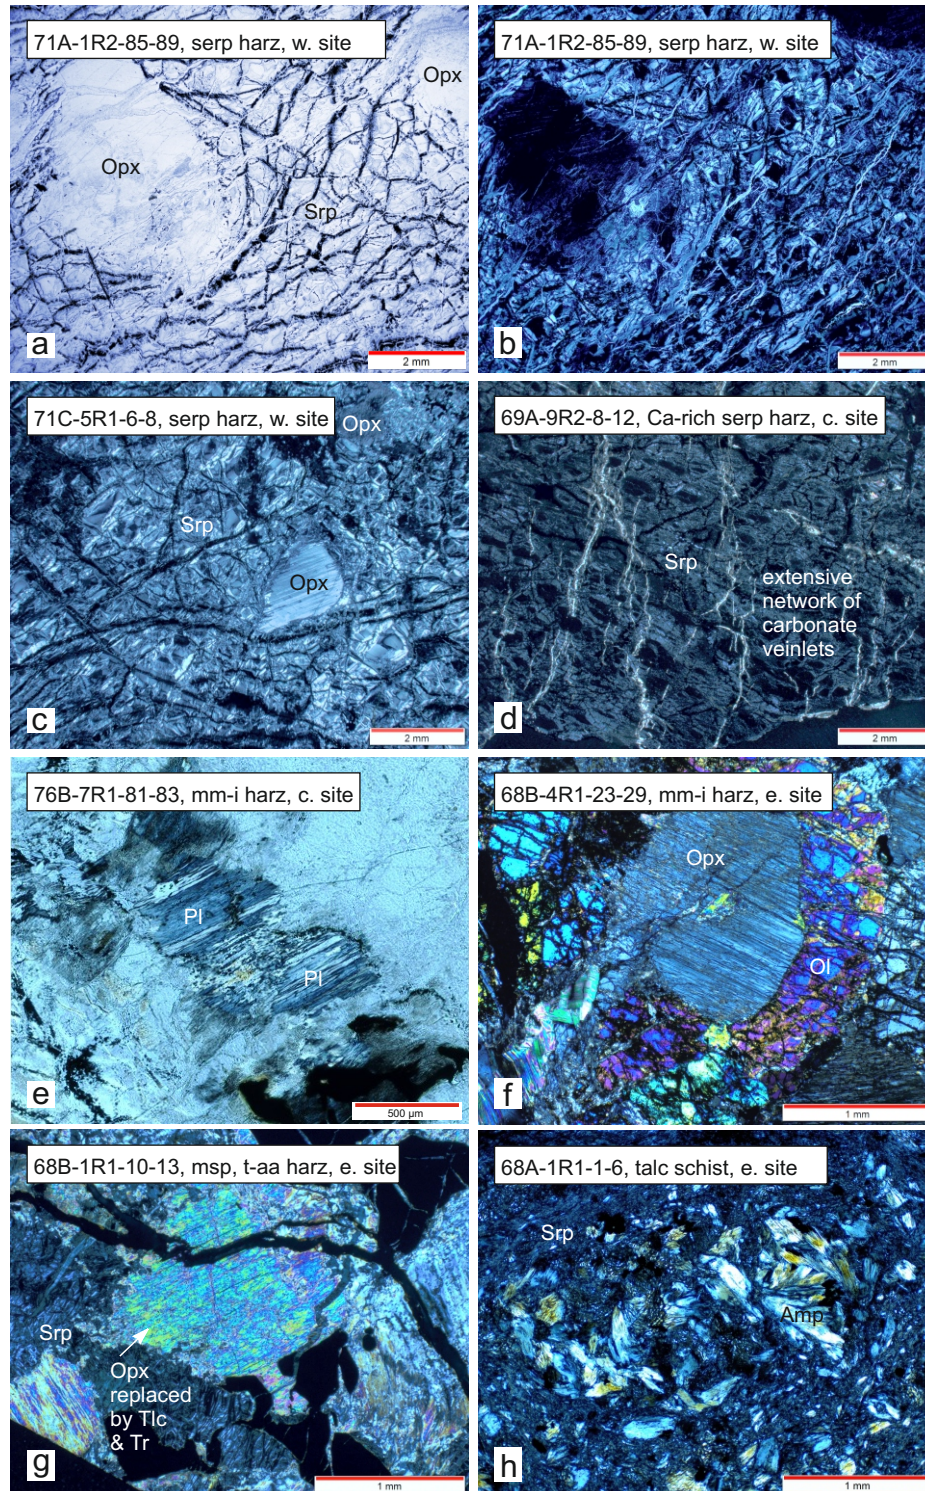 71A-1R2-85-89, serp harz, w. site
Opx
Opx
Srp
a
2 mm
71A-1R2-85-89, serp harz, w. site
b
2 mm
71C-5R1-6-8, serp harz, w. site
Opx
Srp
Opx
c
2 mm
69A-9R2-8-12, Ca-rich serp harz, c. site
Srp
extensive
network of
carbonate
veinlets
d
2 mm
76B-7R1-81-83, mm-i harz, c. site
Pl
Pl
e
500 µm
68B-4R1-23-29, mm-i harz, e. site
Opx
Ol
f
1 mm
68B-1R1-10-13, msp, t-aa harz, e. site
Srp
Opx
replaced
by Tlc
& Tr
g
1 mm
68A-1R1-1-6, talc schist, e. site
Srp
Amp
h
1 mm